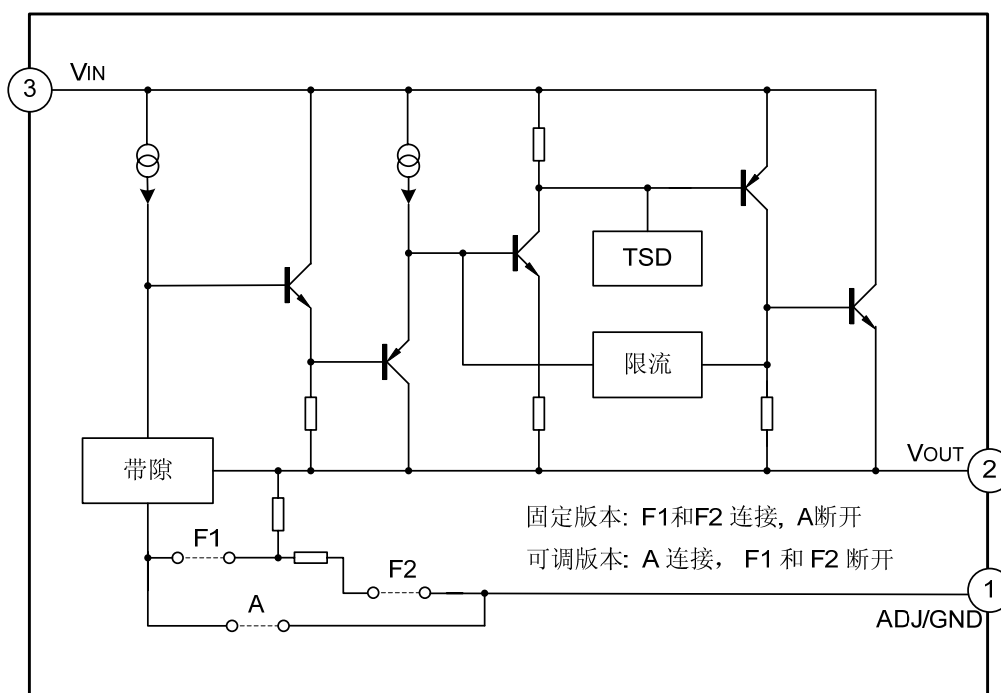 3
VIN
TSD
限流
带隙
VOUT
2
固定版本: F1和F2 连接, A断开
F1
可调版本: A 连接， F1 和 F2 断开
F2
1
A
ADJ/GND